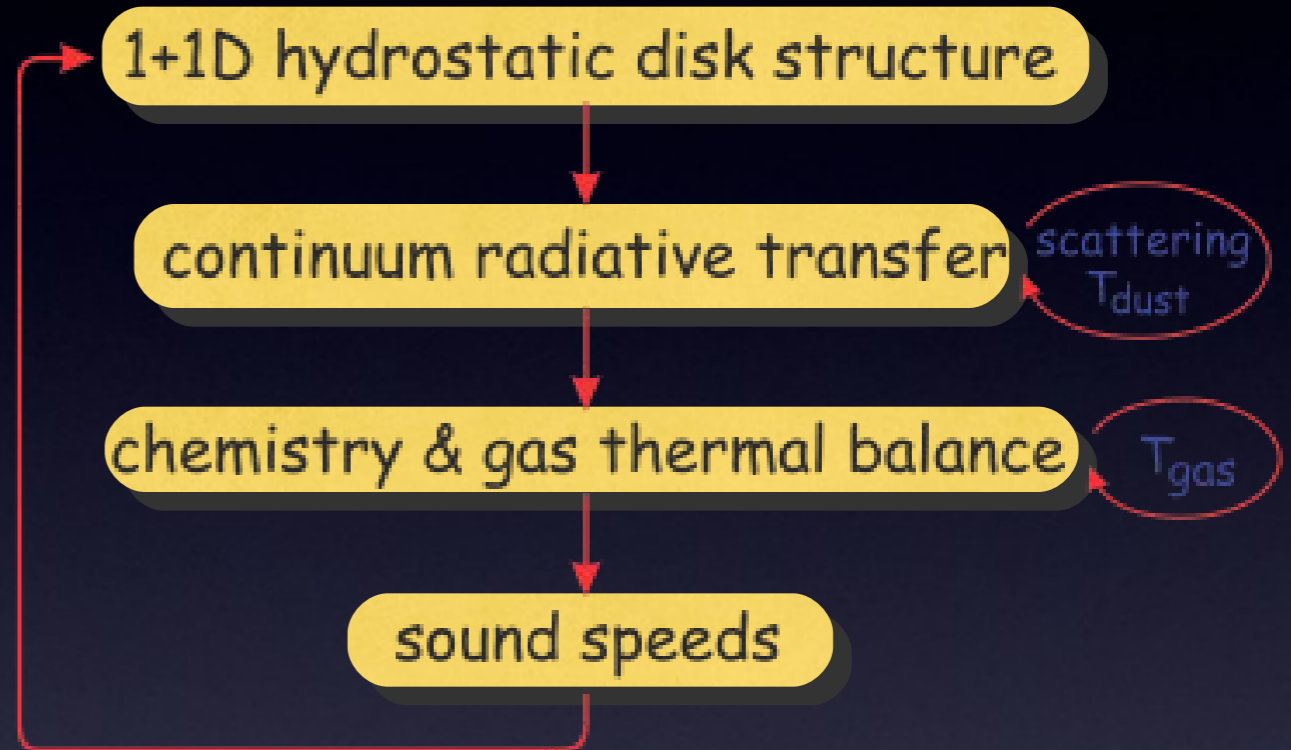 1+1D hydrostatic disk structure
continuum radiative transfer
scattering
Tdust
chemistry & gas thermal balance
Tgas
sound speeds